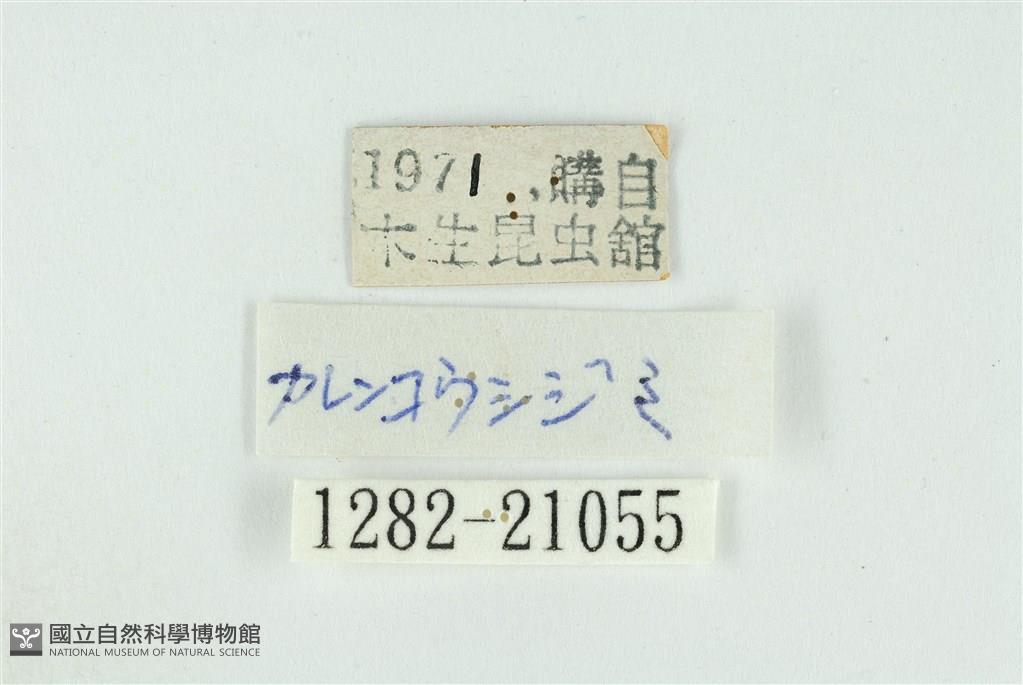 1971 . , 購自
木生昆虫舘
カレンコウシジミ
1282-21055
國立自然科學博物館
NATIONAL MUSEUM OF NATURAL SCIENCE